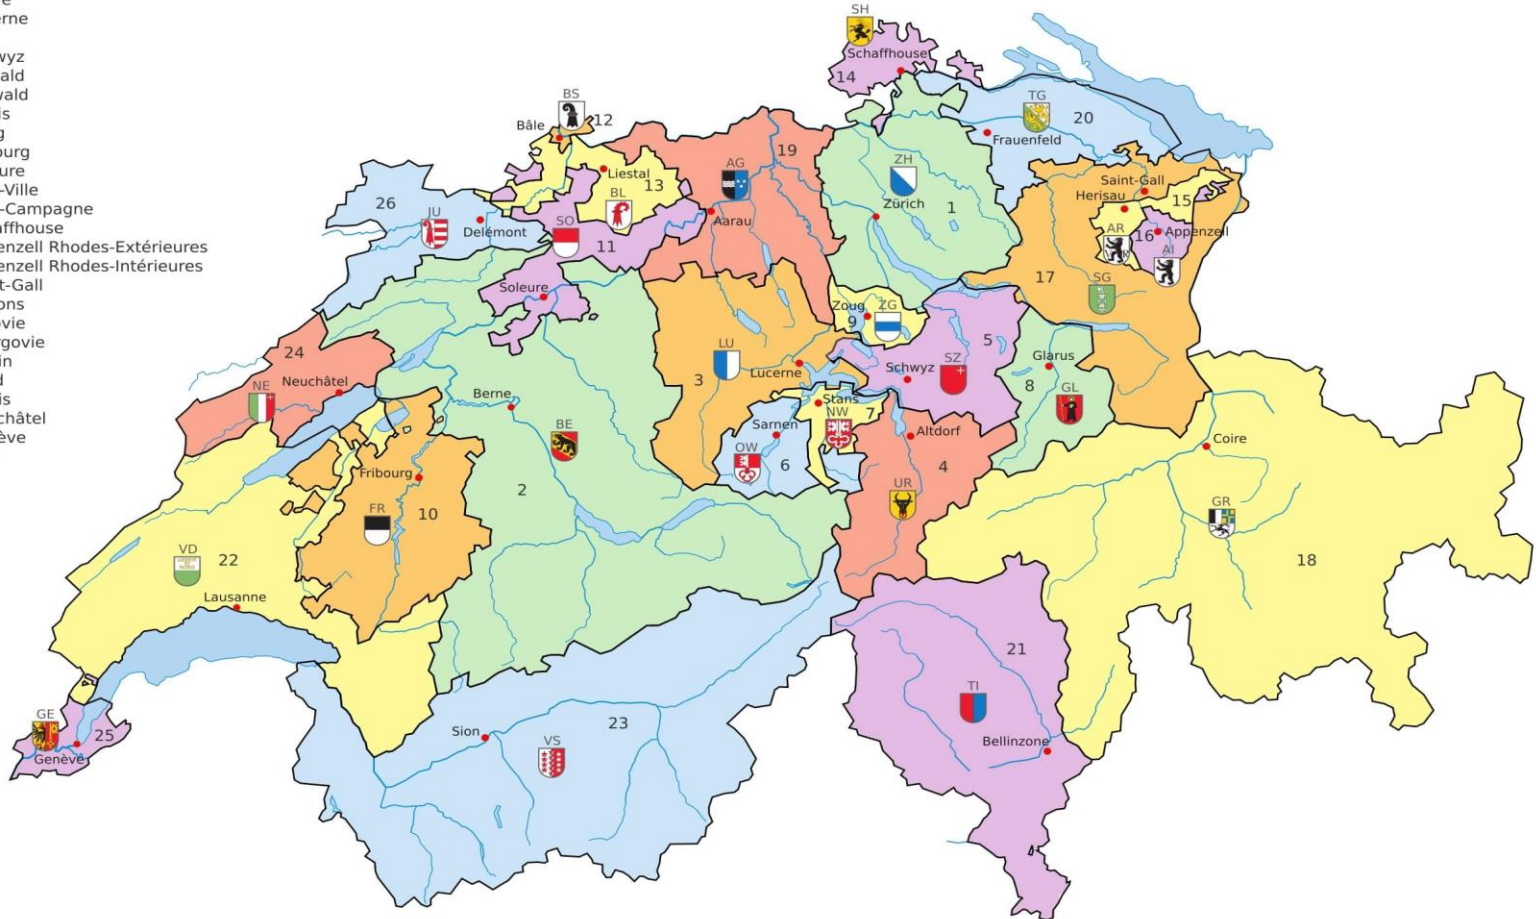 erne
wyz
ald
wald
is
g
ourg
ure
-Ville
-Campagne
affhouse
enzell Rhodes-Extérieures
enzell Rhodes-Intérieures
t-Gall
ons
ovie
rgovie
in
d
is
châtel
ève
SH
Schaffhouse
14
BS
12
Bâle
TG
20
Frauenfeld
19
AG
Aarau
ZH
Zürich
1
Liestal
13
BL
Saint-Gall
Herisau
15
AR
16
Appenzell
AI
26
JU
Delémont
SO
11
17
SG
Soleure
Zoug
ZG
9
5
Schwyz
SZ
Glarus
8
GL
24
NE
Neuchâtel
LU
3
Lucerne
Berne
BE
2
Stans
NW
7
Sarnen
OW
6
Altdorf
4
UR
Coire
GR
18
Fribourg
FR
10
VD
22
Lausanne
21
TI
Bellinzone
GE
25
Genève
Sion
VS
23